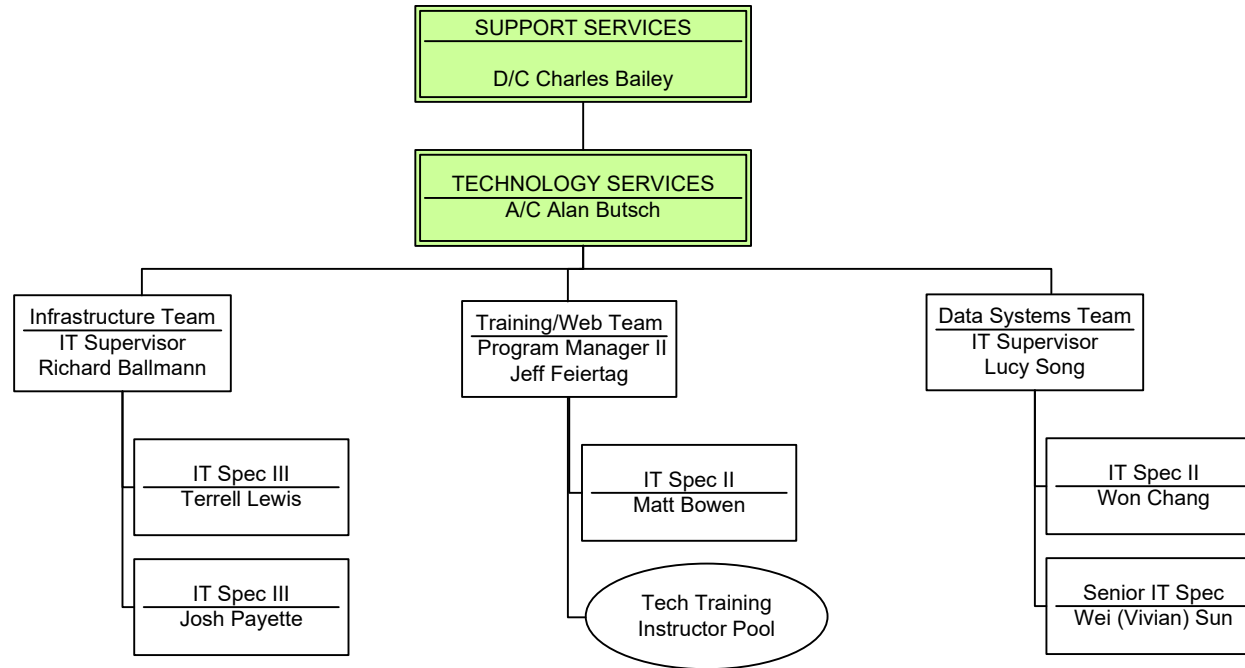 SUPPORT SERVICES
D/C Charles Bailey
TECHNOLOGY SERVICES
A/C Alan Butsch
Infrastructure Team
IT Supervisor
Richard Ballmann
Training/Web Team
Program Manager II
Jeff Feiertag
Data Systems Team
IT Supervisor
Lucy Song
IT Spec III
Terrell Lewis
IT Spec II
Matt Bowen
IT Spec II
Won Chang
IT Spec III
Josh Payette
Tech Training
Instructor Pool
Senior IT Spec
Wei (Vivian) Sun